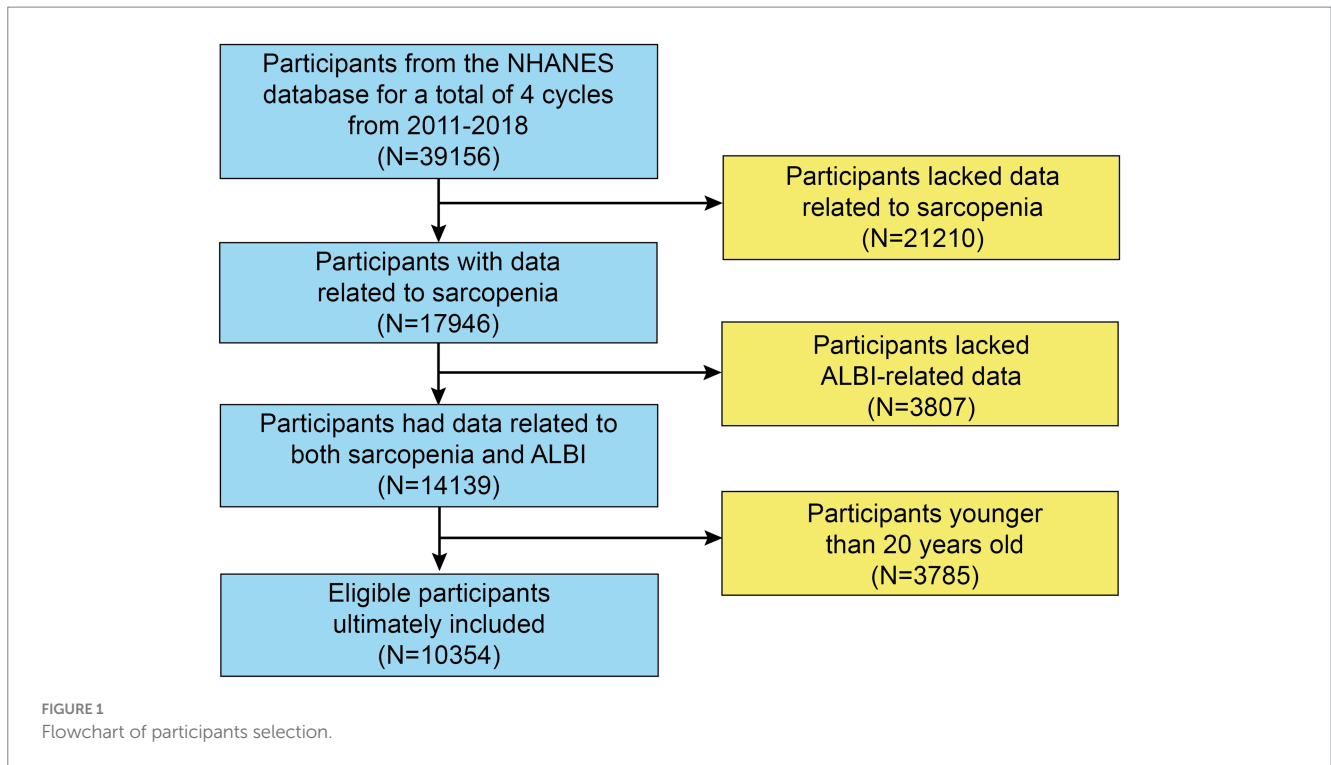 Participants from the NHANES
database for a total of 4 cycles
from 2011-2018
(N=39156)
Participants lacked data
related to sarcopenia
(N=21210)
Participants with data
related to sarcopenia
(N=17946)
Participants lacked
ALBI-related data
(N=3807)
Participants had data related to
both sarcopenia and ALBI
(N=14139)
Participants younger
than 20 years old
(N=3785)
Eligible participants
ultimately included
(N=10354)
FIGURE 1
Flowchart of participants selection.